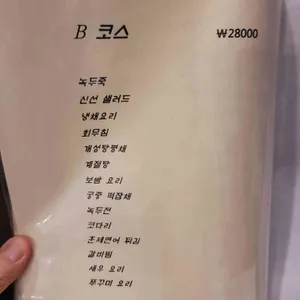 B 코스 ₩28000
녹두죽
신선 샐러드
냉채요리
회무침
개성탕평채
계절탕
보쌈 요리
궁중 떡잡채
녹두전
코다리
훈제연어 튀김
갈비찜
새우 요리
쭈꾸미 요리